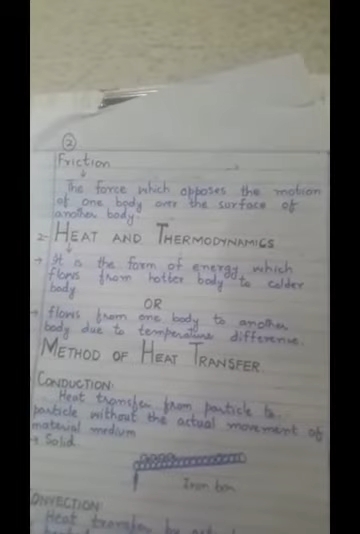 2
Friction
The force which opposes the motion
of one body over the surface of
another body.
2- HEAT AND THERMODYNAMICS
→ It is the form of energy which
flows from hotter body to colder
body
OR
→ flows from one body to another
body due to temperature difference.
METHOD OF HEAT TRANSFER
CONDUCTION:
Heat transfer from particle to
particle without the actual movement of
material medium
→ Solid
Iron
ONVECTION:
Heat transfer by